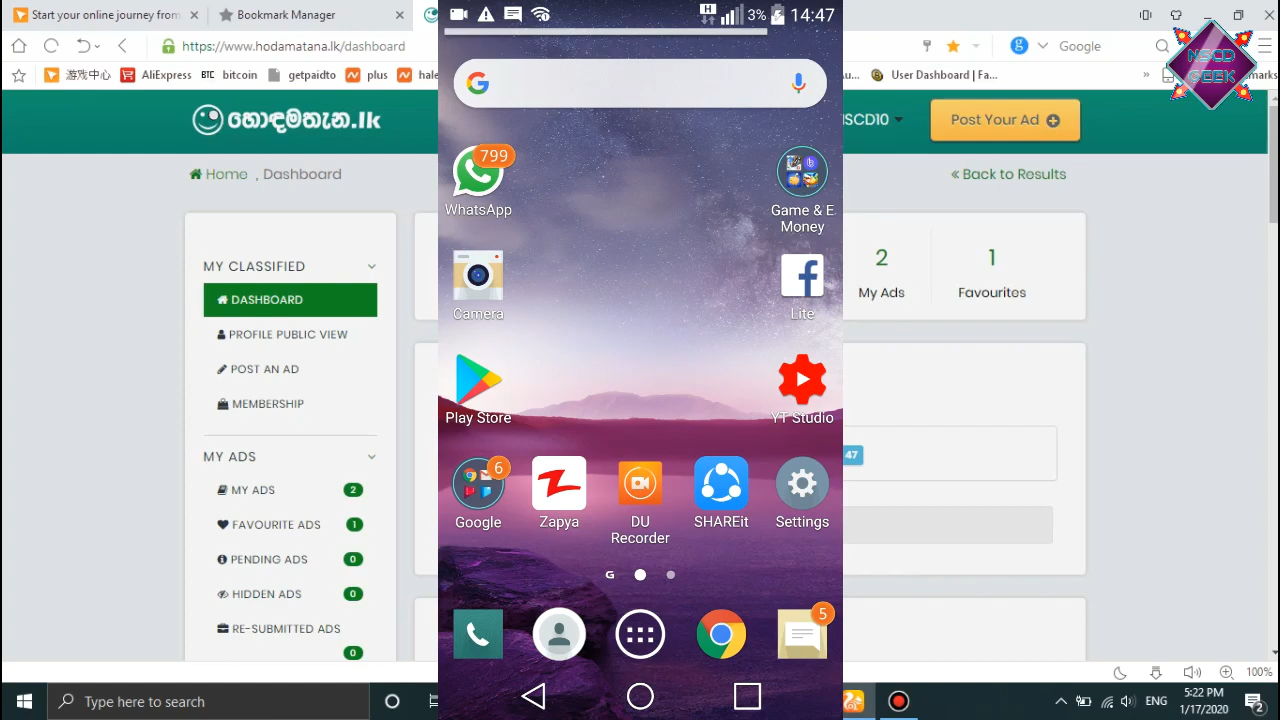 Start your online journey from
Bookmark Manager
https://www.hodamatana.lk/dashboard
Google
游戏中心
AliExpress
BTC bitcoin
getpaidto
plus
hale
Au...
User Dashboard | Fa...
»
marks
NSCD
GEEK
හොඳමතැන.lk
SCD10
Post Your Ad
Home , Dashboard
« Back to Results
MY CLASSIFIED
DASHBOARD
PROFILE PUBLIC VIEW
POST AN AD
MEMBERSHIP
MY ADS
MY ADS 2
FAVOURITE ADS 1
PENDING ADS 0
HIDDEN ADS 0
RE-SUBMITTED ADS
0
2
My Ads
1
Favourites
47
H 3% 14:47
799
WhatsApp
Game & E
Money
Camera
Lite
Play Store
YT Studio
6
Google
Zapya
DU
Recorder
SHAREit
Settings
G
5
100%
Type here to search
ENG
5:22 PM
1/17/2020
2